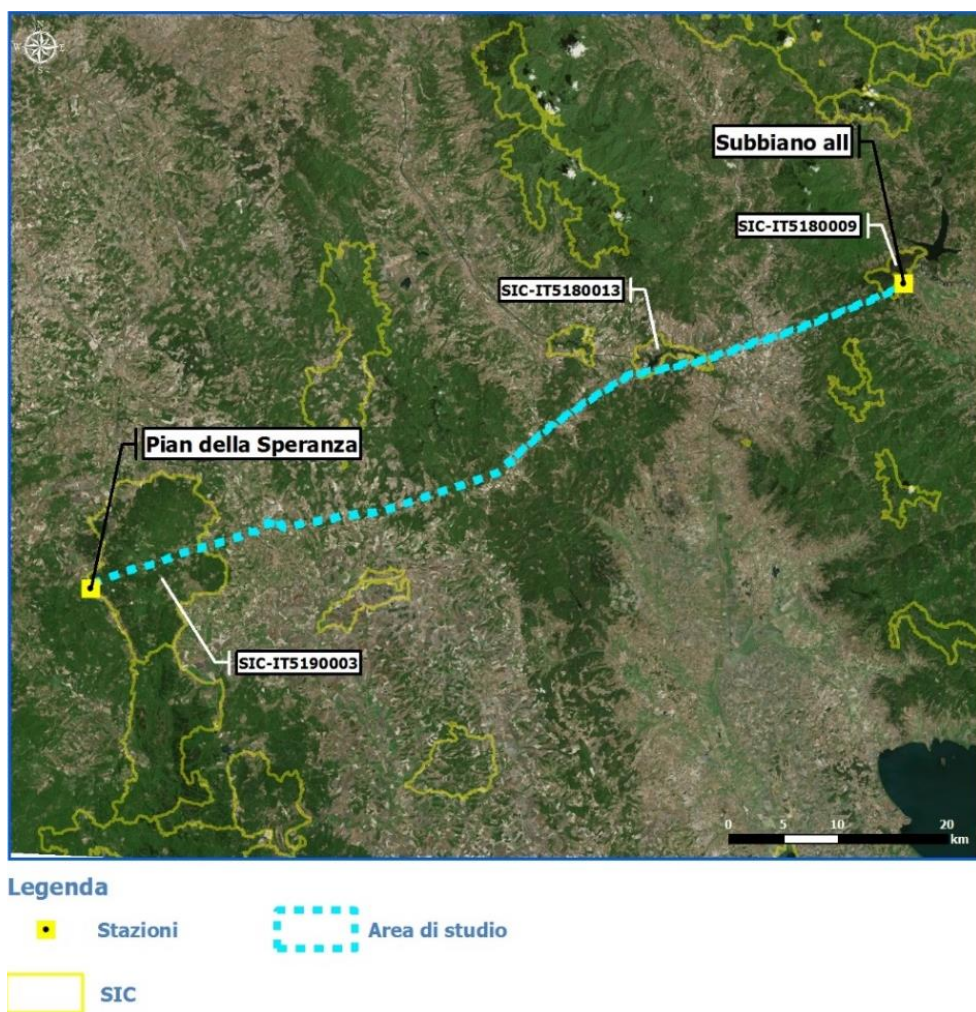 N
Subbiano all
SIC-IT5180009
SIC-IT5180013
Pian della Speranza
SIC-IT5190003
0 5 10 20
km
Legenda
Stazioni
Area di studio
SIC